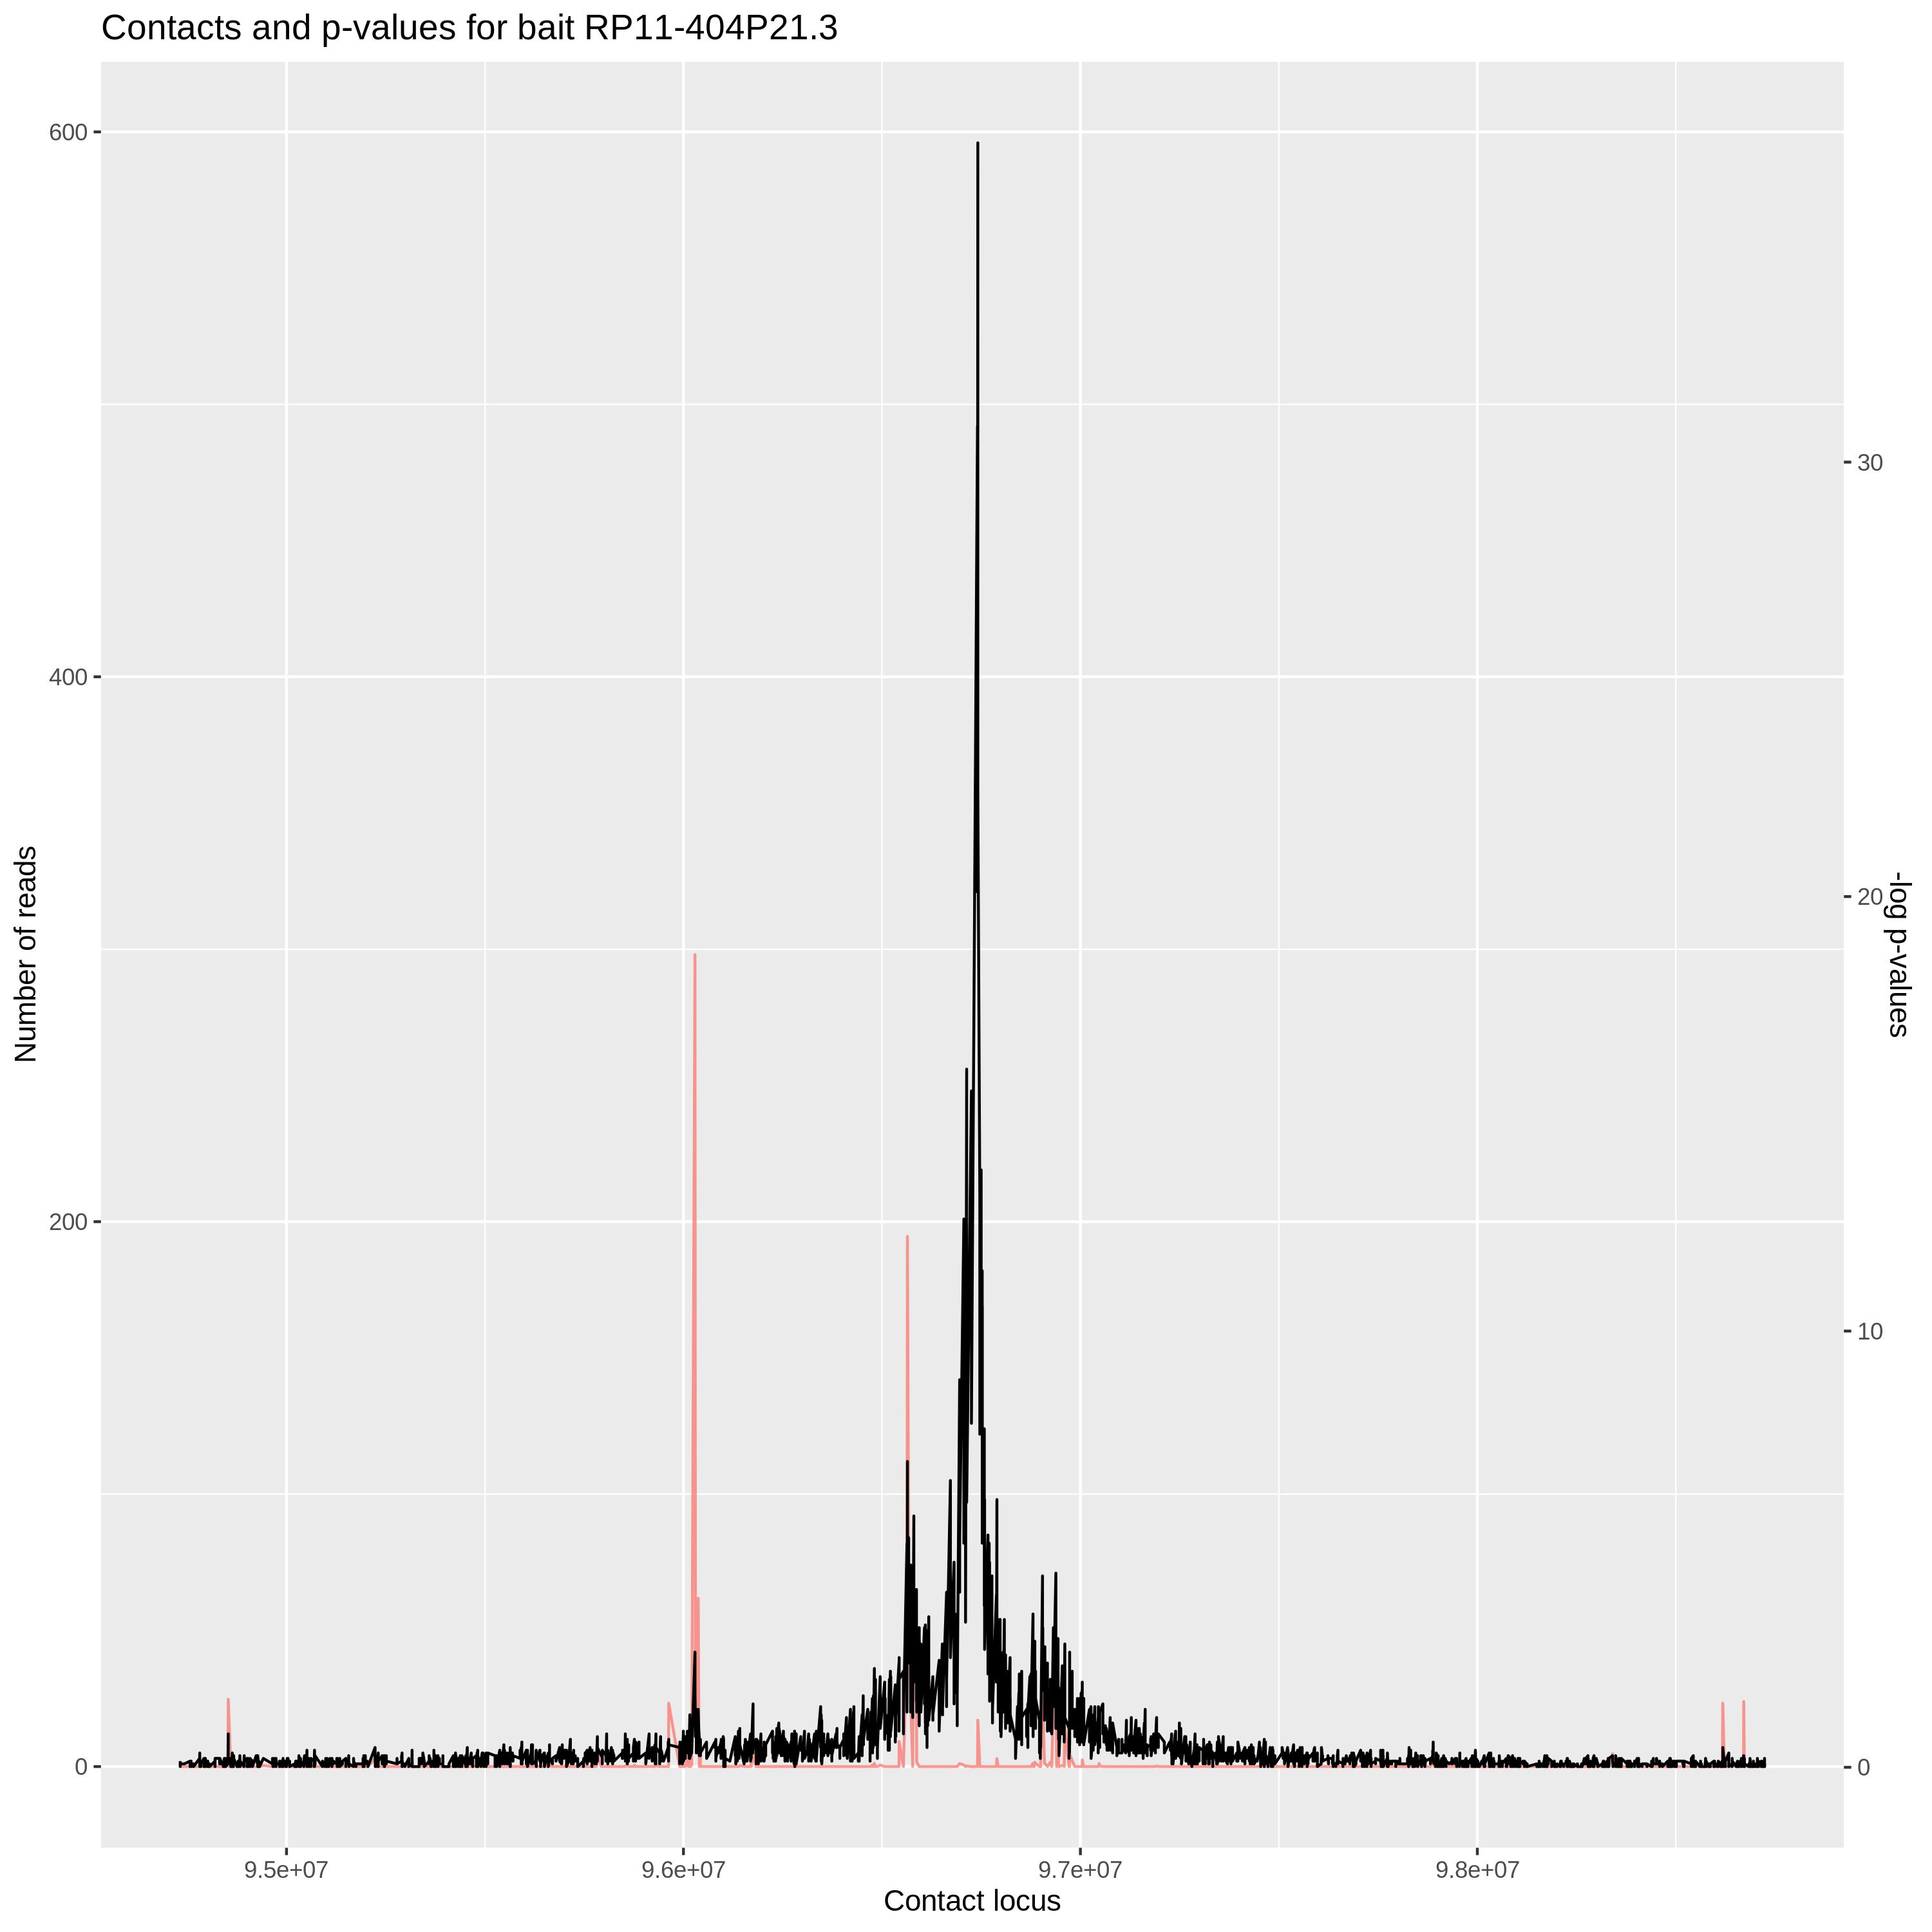 Contacts and p-values for bait RP11-404P21.3
600
400
200
0
Number of reads
30
20
10
0
-log p-values
9.5e+07 9.6e+07 9.7e+07 9.8e+07
Contact locus